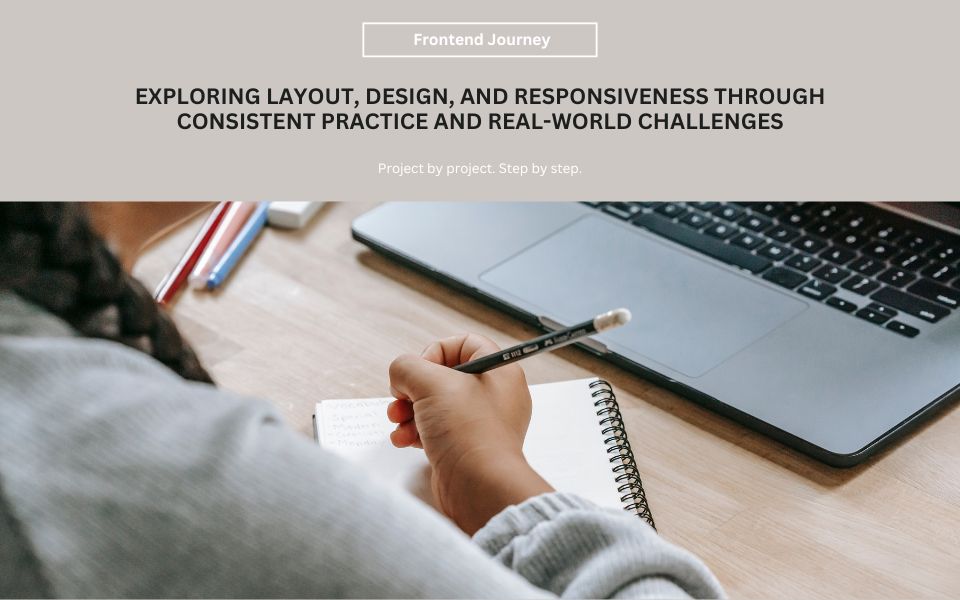 Frontend Journey
EXPLORING LAYOUT, DESIGN, AND RESPONSIVENESS THROUGH
CONSISTENT PRACTICE AND REAL-WORLD CHALLENGES
Project by project. Step by step.